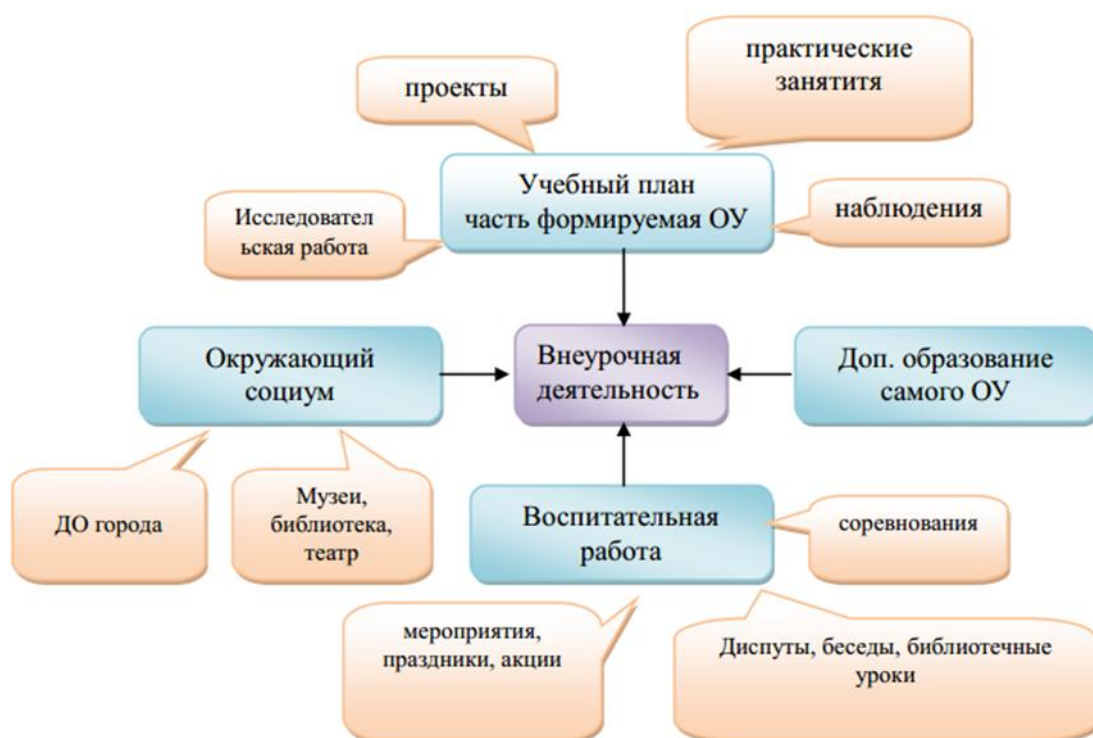 практические
занятитя
проекты
Учебный план
часть формируемая ОУ
Исследовател
ьская работа
наблюдения
Окружающий
социум
Внеурочная
деятельность
Доп. образование
самого ОУ
ДО города
Музеи,
библиотека,
театр
Воспитательная
работа
соревнования
мероприятия,
праздники, акции
Диспуты, беседы, библиотечные
уроки